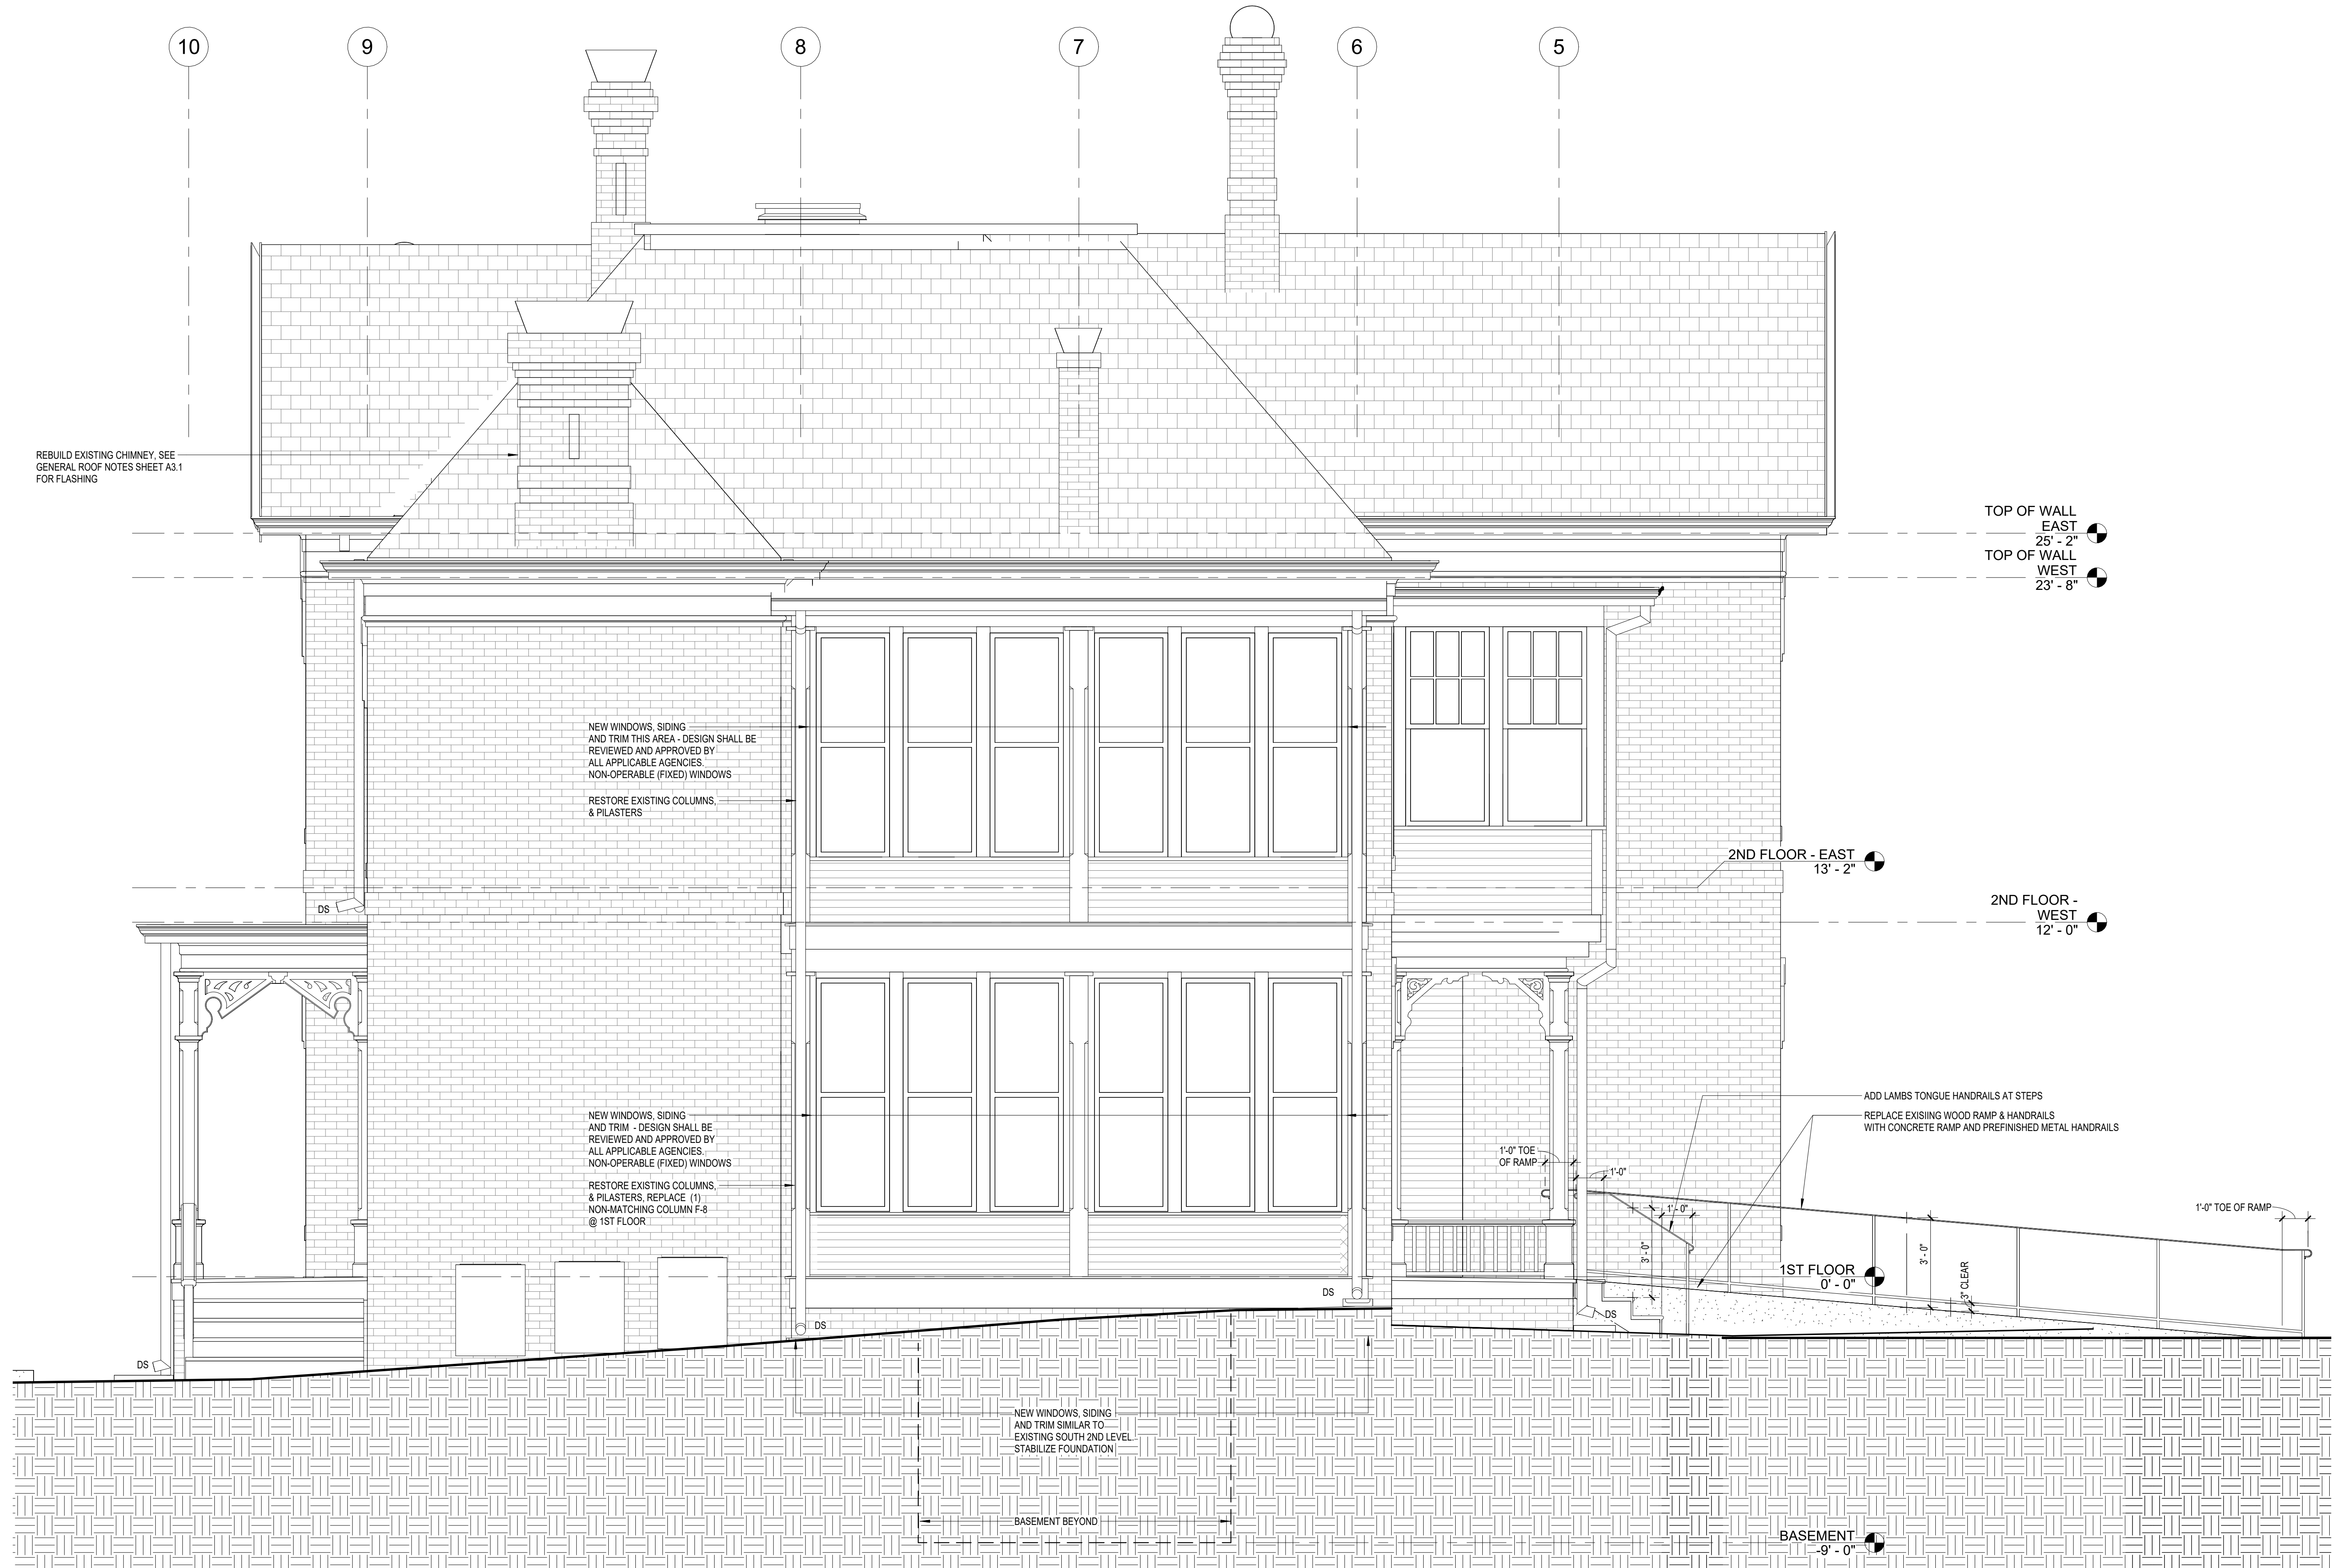 10
9
8
7
6
5
REBUILD EXISTING CHIMNEY, SEE
GENERAL ROOF NOTES SHEET A3.1
FOR FLASHING
TOP OF WALL
EAST
25' - 2"
TOP OF WALL
WEST
23' - 8"
NEW WINDOWS, SIDING
AND TRIM THIS AREA - DESIGN SHALL BE
REVIEWED AND APPROVED BY
ALL APPLICABLE AGENCIES.
NON-OPERABLE (FIXED) WINDOWS
RESTORE EXISTING COLUMNS,
& PILASTERS
2ND FLOOR - EAST
13' - 2"
DS
2ND FLOOR -
WEST
12' - 0"
ADD LAMBS TONGUE HANDRAILS AT STEPS
REPLACE EXISIING WOOD RAMP & HANDRAILS
WITH CONCRETE RAMP AND PREFINISHED METAL HANDRAILS
NEW WINDOWS, SIDING
AND TRIM - DESIGN SHALL BE
REVIEWED AND APPROVED BY
ALL APPLICABLE AGENCIES.
NON-OPERABLE (FIXED) WINDOWS
1'-0" TOE
OF RAMP
1'-0"
RESTORE EXISTING COLUMNS,
& PILASTERS, REPLACE (1)
NON-MATCHING COLUMN F-8
@ 1ST FLOOR
1' - 0"
1'-0" TOE OF RAMP
3' - 0"
3' - 0"
3" CLEAR
1ST FLOOR
0' - 0"
DS
DS
DS
DS
NEW WINDOWS, SIDING
AND TRIM SIMILAR TO
EXISTING SOUTH 2ND LEVEL
STABILIZE FOUNDATION
BASEMENT BEYOND
BASEMENT
-9' - 0"